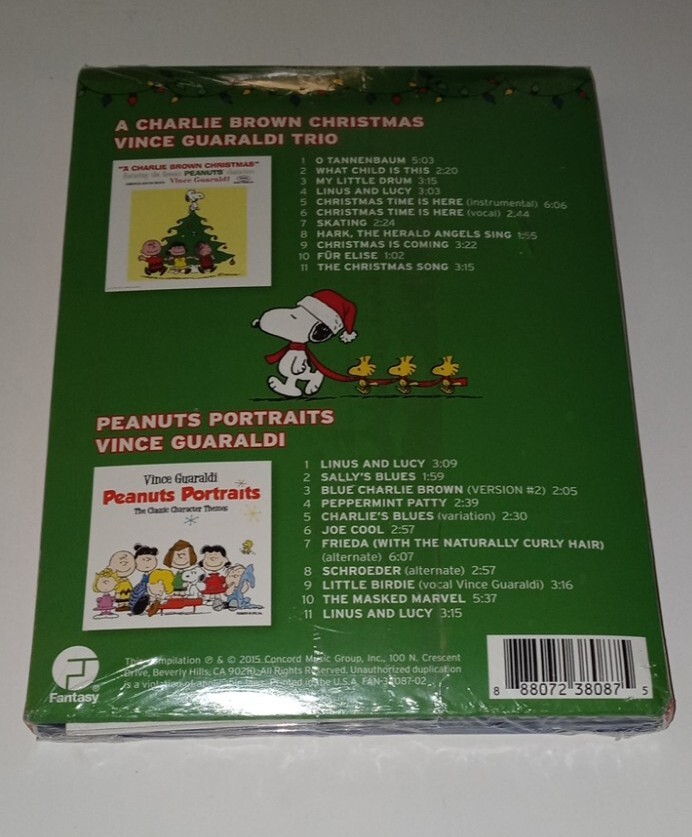 A CHARLIE BROWN CHRISTMAS
VINCE GUARALDI TRIO
"A CHARLIE BROWN CHRISTMAS"
PEANUTS
Vince Guaraldi
1 O TANNENBAUM 5:03
2 WHAT CHILD IS THIS 2:20
3 MY LITTLE DRUM 3:15
4 LINUS AND LUCY 3:03
5 CHRISTMAS TIME IS HERE (instrumental) 6:06
6 CHRISTMAS TIME IS HERE (vocal) 2:44
7 SKATING 2:24
8 HARK, THE HERALD ANGELS SING 1:55
9 CHRISTMAS IS COMING 3:22
10 FÜR ELISE 1:02
11 THE CHRISTMAS SONG 3:15
PEANUTS PORTRAITS
VINCE GUARALDI
Vince Guaraldi
Peanuts Portraits
The Classic Character Themes
1 LINUS AND LUCY 3:09
2 SALLY'S BLUES 1:59
3 BLUE CHARLIE BROWN (VERSION #2) 2:05
4 PEPPERMINT PATTY 2:39
5 CHARLIE'S BLUES (variation) 2:30
6 JOE COOL 2:57
7 FRIEDA (WITH THE NATURALLY CURLY HAIR)
(alternate) 6:07
8 SCHROEDER (alternate) 2:57
9 LITTLE BIRDIE (vocal Vince Guaraldi) 3:16
10 THE MASKED MARVEL 5:37
11 LINUS AND LUCY 3:15
Fantasy®
This compilation ℗ & © 2015 Concord Music Group, Inc., 100 N. Crescent
Drive, Beverly Hills, CA 90210. All Rights Reserved. Unauthorized duplication
is a violation of Printed in the U.S.A. FAN-38087-02
8 88072 38087 5